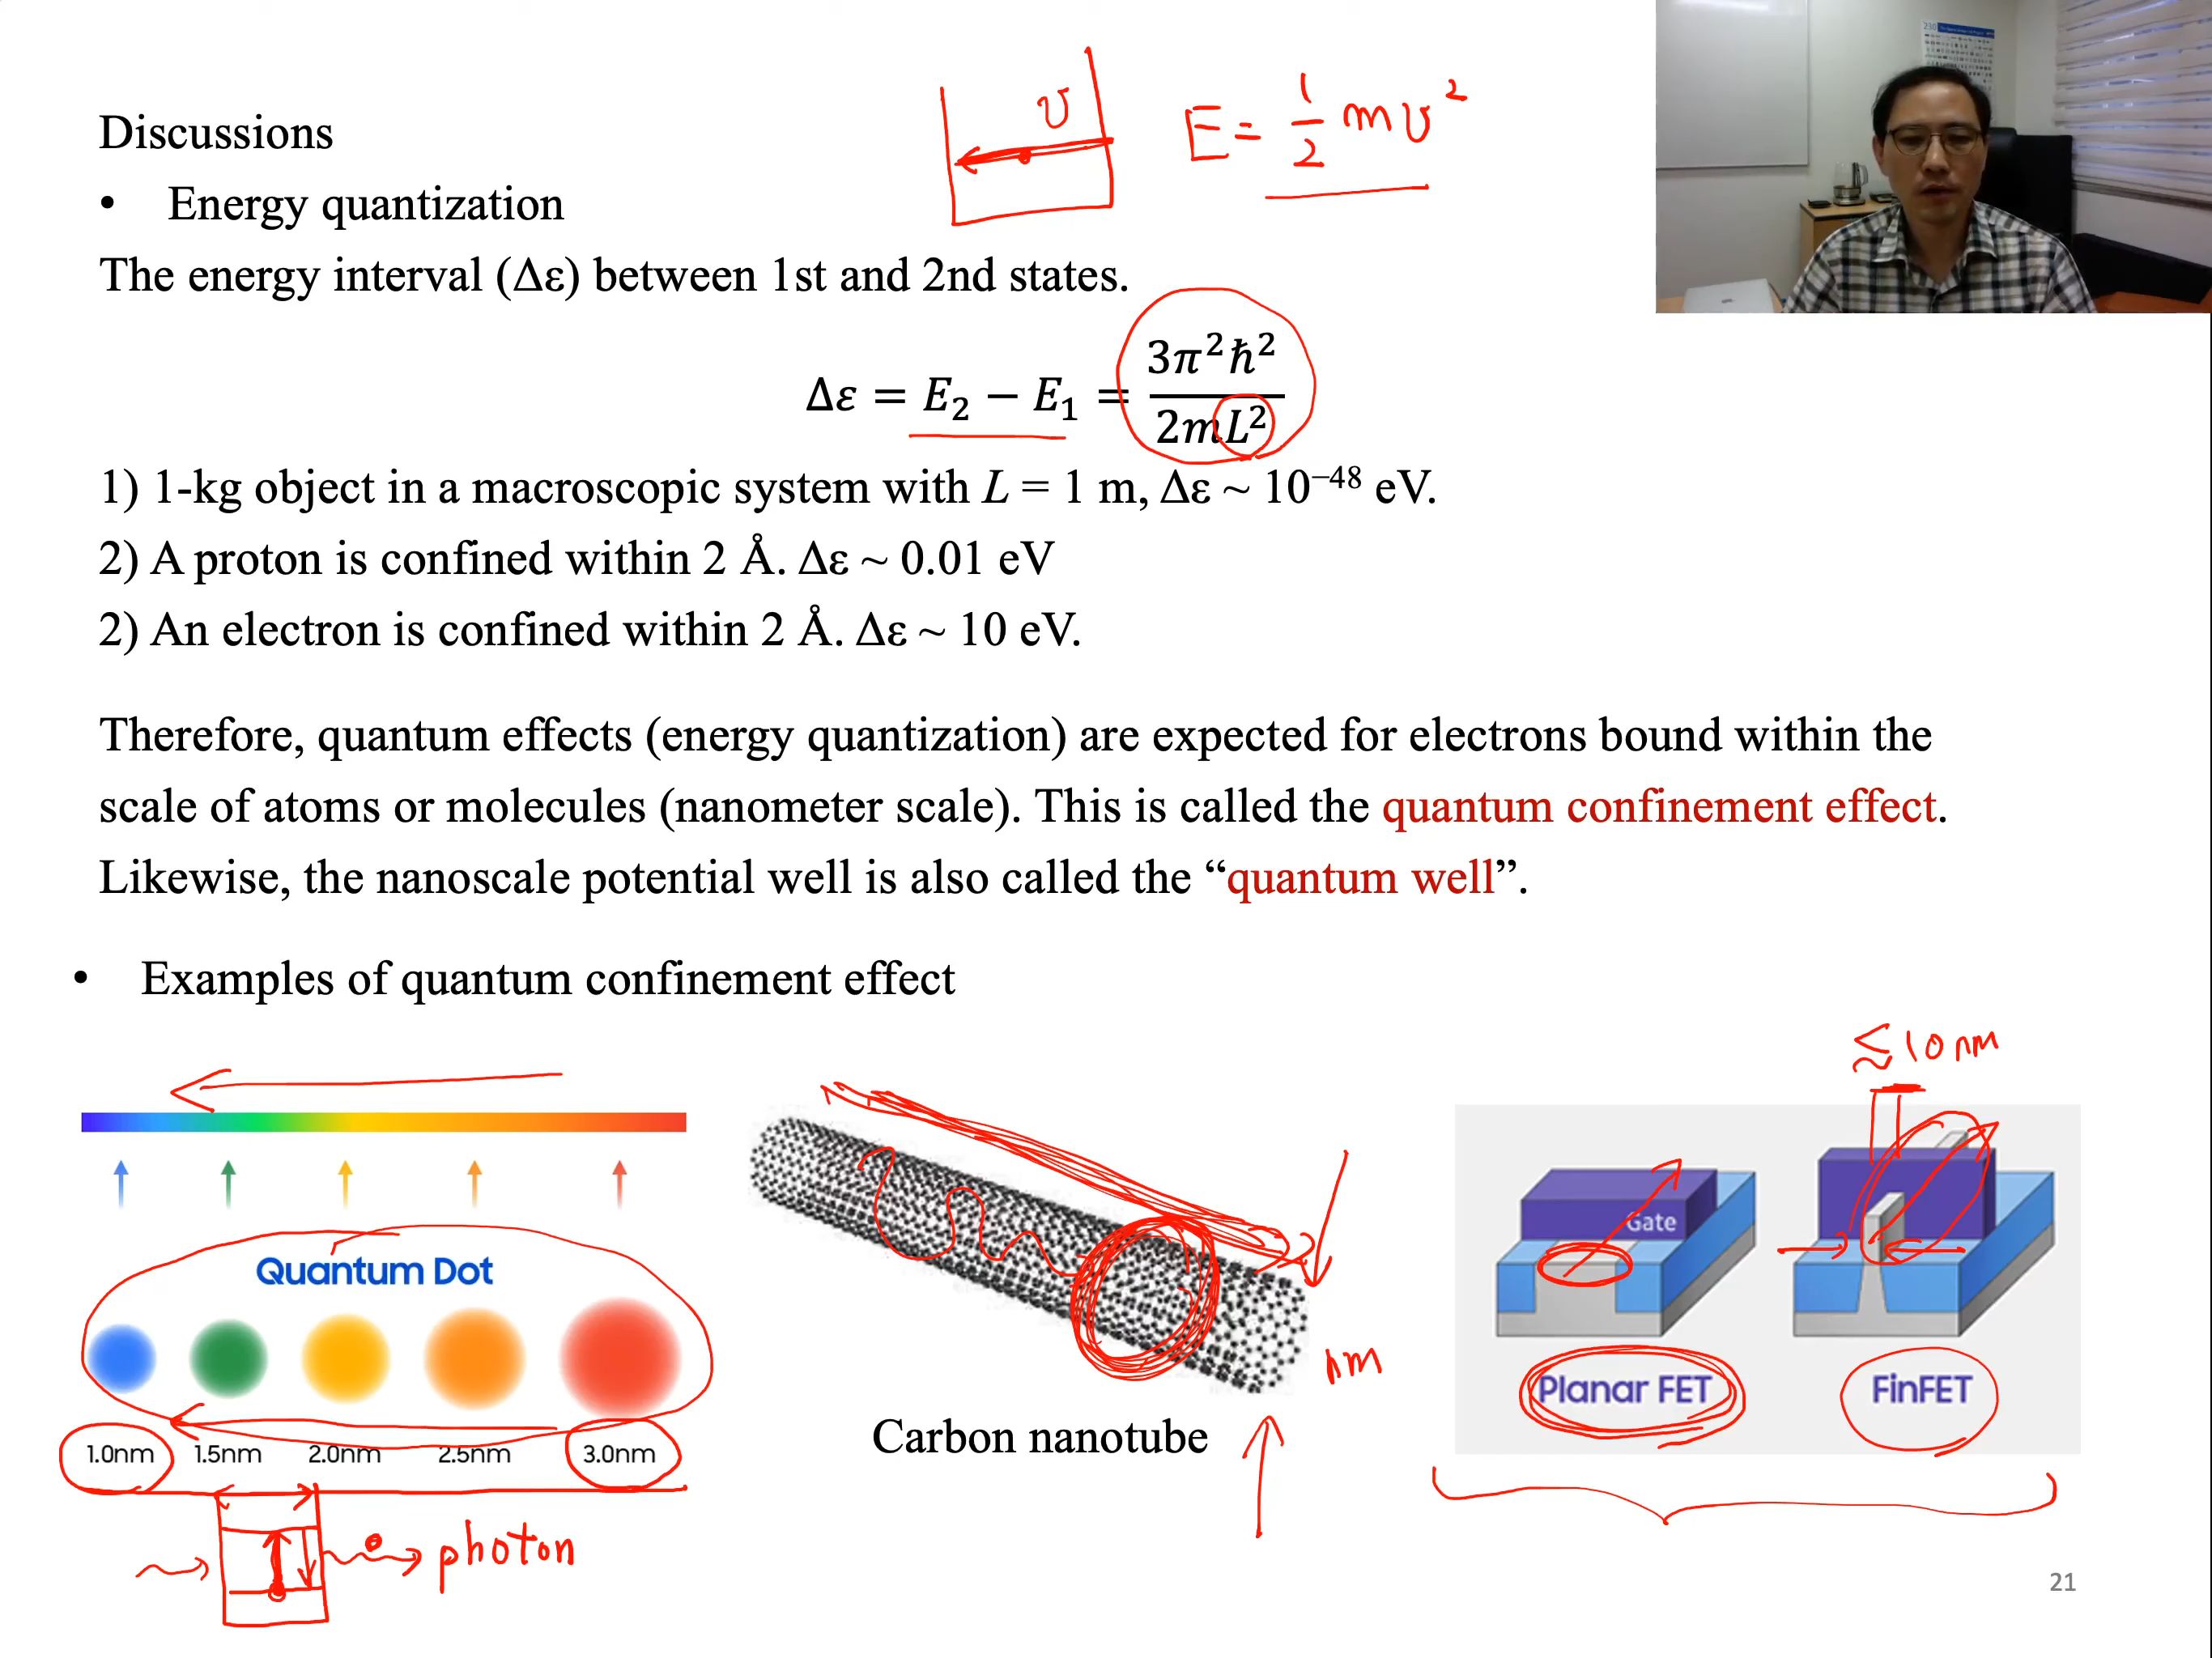 Discussions
υ
E = 1/2 mυ²
• Energy quantization
The energy interval (Δε) between 1st and 2nd states.
Δε = E₂ − E₁ = 3π²ħ² / 2mL²
1) 1-kg object in a macroscopic system with L = 1 m, Δε ~ 10⁻⁴⁸ eV.
2) A proton is confined within 2 Å. Δε ~ 0.01 eV
2) An electron is confined within 2 Å. Δε ~ 10 eV.
Therefore, quantum effects (energy quantization) are expected for electrons bound within the
scale of atoms or molecules (nanometer scale). This is called the quantum confinement effect.
Likewise, the nanoscale potential well is also called the “quantum well”.
• Examples of quantum confinement effect
Quantum Dot
1.0nm 1.5nm 2.0nm 2.5nm 3.0nm
photon
nm
Carbon nanotube
≲ 10 nm
Gate
Planar FET FinFET
21